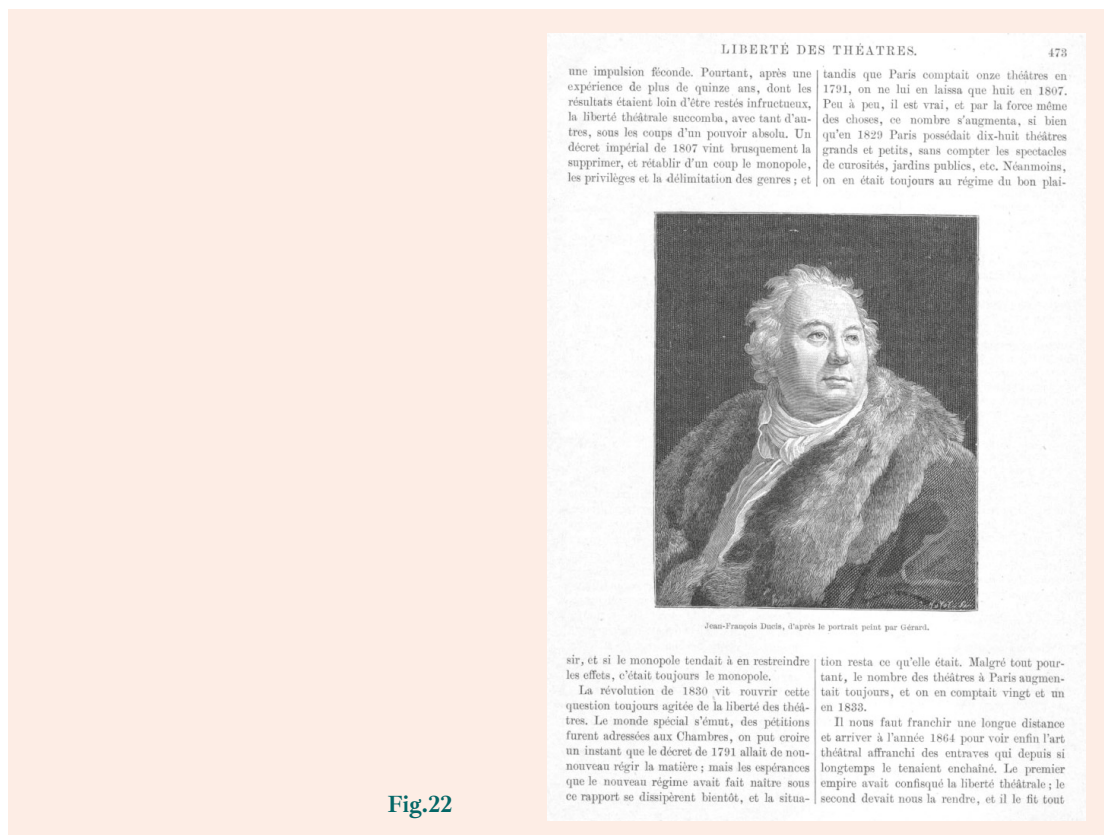 LIBERTÉ DES THÉATRES.
473
une impulsion féconde. Pourtant, après une
expérience de plus de quinze ans, dont les
résultats étaient loin d'être restés infructueux,
la liberté théâtrale succomba, avec tant d'au-
tres, sous les coups d'un pouvoir absolu. Un
décret impérial de 1807 vint brusquement la
supprimer, et rétablir d'un coup le monopole,
les privilèges et la délimitation des genres ; et
tandis que Paris comptait onze théâtres en
1791, on ne lui en laissa que huit en 1807.
Peu à peu, il est vrai, et par la force même
des choses, ce nombre s'augmenta, si bien
qu'en 1829 Paris possédait dix-huit théâtres
grands et petits, sans compter les spectacles
de curosités, jardins publics, etc. Néanmoins,
on en était toujours au régime du bon plai-
Jean-François Ducis, d'après le portrait peint par Gérard.
sir, et si le monopole tendait à en restreindre
les effets, c'était toujours le monopole.
La révolution de 1830 vit rouvrir cette
question toujours agitée de la liberté des théâ-
tres. Le monde spécial s'émut, des pétitions
furent adressées aux Chambres, on put croire
un instant que le décret de 1791 allait de nou-
nouveau régir la matière ; mais les espérances
que le nouveau régime avait fait naître sous
ce rapport se dissipèrent bientôt, et la situa-
tion resta ce qu'elle était. Malgré tout pour-
tant, le nombre des théâtres à Paris augmen-
tait toujours, et on en comptait vingt et un
en 1833.
Il nous faut franchir une longue distance
et arriver à l'année 1864 pour voir enfin l'art
théâtral affranchi des entraves qui depuis si
longtemps le tenaient enchaîné. Le premier
empire avait confisqué la liberté théâtrale ; le
second devait nous la rendre, et il le fit tout
Fig.22